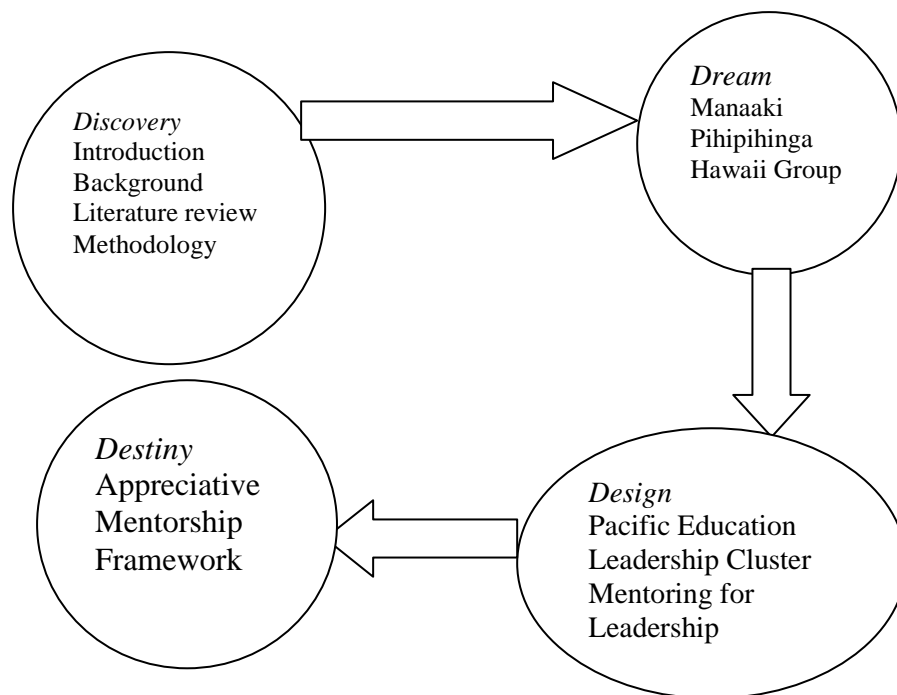 Discovery
Introduction
Background
Literature review
Methodology
Dream
Manaaki
Pihipihinga
Hawaii Group
Design
Pacific Education
Leadership Cluster
Mentoring for
Leadership
Destiny
Appreciative
Mentorship
Framework